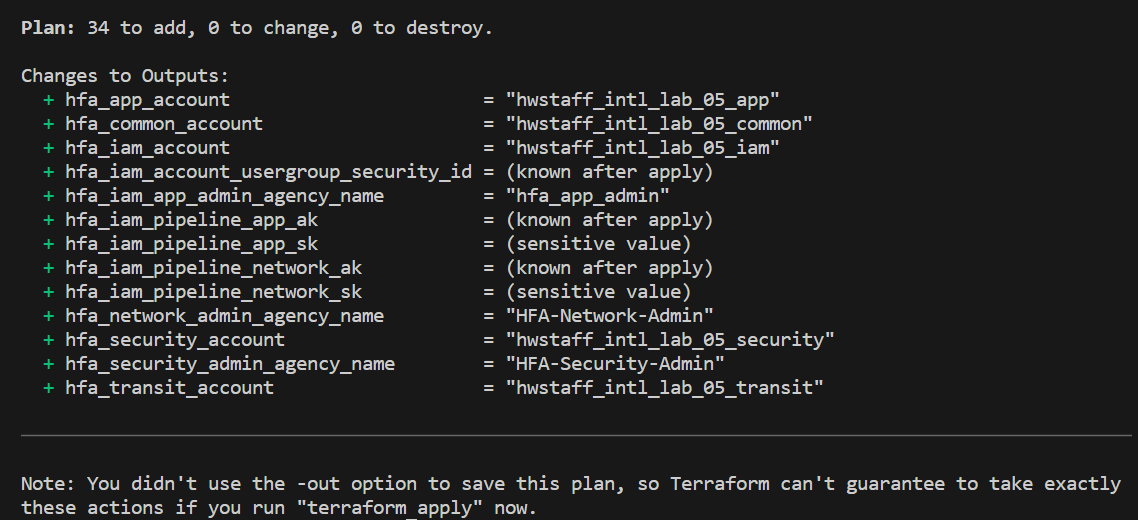 Plan: 34 to add, 0 to change, 0 to destroy.
Changes to Outputs:
+ hfa_app_account = "hwstaff_intl_lab_05_app"
+ hfa_common_account = "hwstaff_intl_lab_05_common"
+ hfa_iam_account = "hwstaff_intl_lab_05_iam"
+ hfa_iam_account_usergroup_security_id = (known after apply)
+ hfa_iam_app_admin_agency_name = "hfa_app_admin"
+ hfa_iam_pipeline_app_ak = (known after apply)
+ hfa_iam_pipeline_app_sk = (sensitive value)
+ hfa_iam_pipeline_network_ak = (known after apply)
+ hfa_iam_pipeline_network_sk = (sensitive value)
+ hfa_network_admin_agency_name = "HFA-Network-Admin"
+ hfa_security_account = "hwstaff_intl_lab_05_security"
+ hfa_security_admin_agency_name = "HFA-Security-Admin"
+ hfa_transit_account = "hwstaff_intl_lab_05_transit"
Note: You didn't use the -out option to save this plan, so Terraform can't guarantee to take exactly
these actions if you run "terraform apply" now.